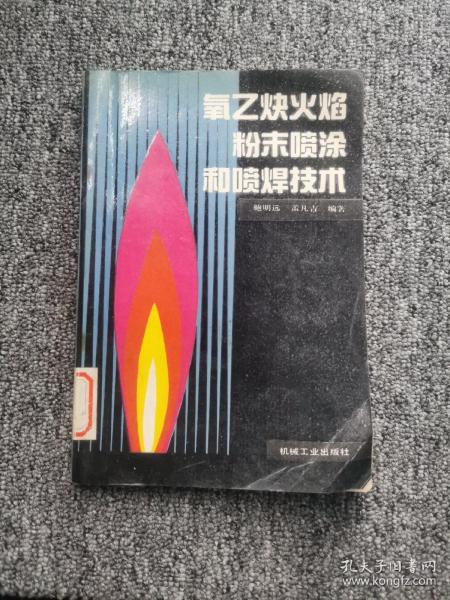 氧乙炔火焰
粉末喷涂
和喷焊技术
鲍明远 孟凡吉 编著
机械工业出版社
孔夫子旧书网
www.kongfz.com